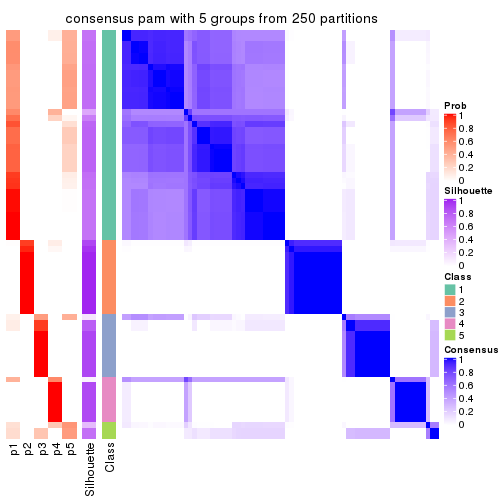 consensus pam with 5 groups from 250 partitions
Prob
1
0.8
0.6
0.4
0.2
0
Silhouette
1
0.8
0.6
0.4
0.2
0
Class
1
2
3
4
5
Consensus
1
0.8
0.6
0.4
0.2
0
p1
p2
p3
p4
p5
Silhouette
Class